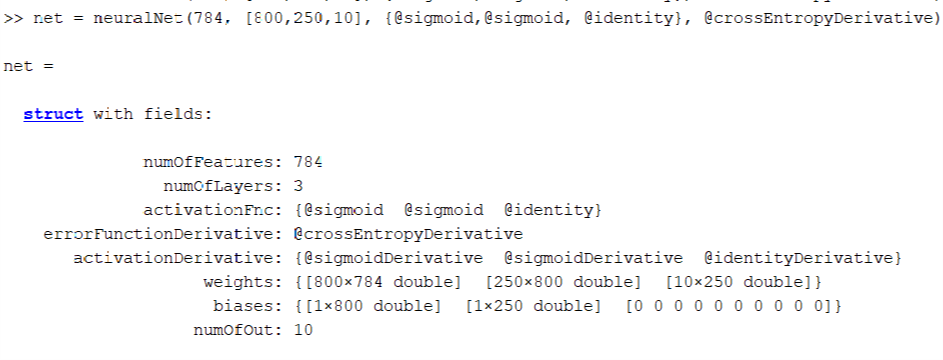 >> net = neuralNet(784, [800,250,10], {@sigmoid,@sigmoid, @identity}, @crossEntropyDerivative)
net =
struct with fields:
numOfFeatures: 784
numOfLayers: 3
activationFnc: {@sigmoid @sigmoid @identity}
errorFunctionDerivative: @crossEntropyDerivative
activationDerivative: {@sigmoidDerivative @sigmoidDerivative @identityDerivative}
weights: {[800×784 double] [250×800 double] [10×250 double]}
biases: {[1×800 double] [1×250 double] [0 0 0 0 0 0 0 0 0 0]}
numOfOut: 10